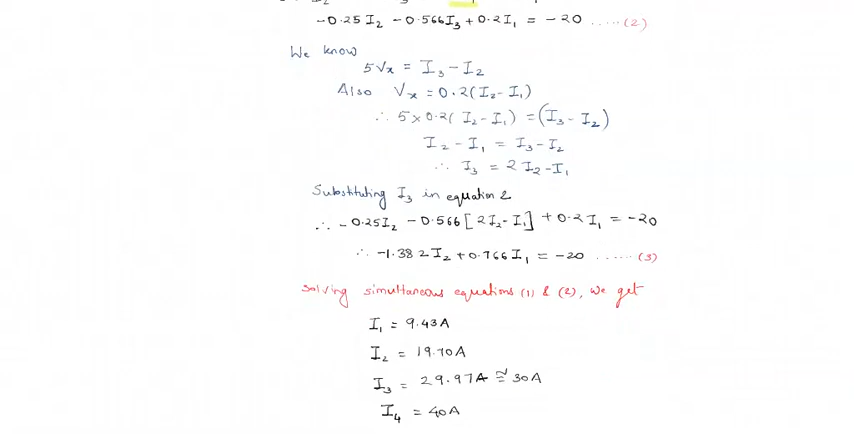 -0.25 I₂ - 0.566 I₃ + 0.2 I₁ = -20 ..... (2)
We know
5Vx = I₃ - I₂
Also Vx = 0.2 (I₂ - I₁)
∴ 5 x 0.2 ( I₂ - I₁) = (I₃ - I₂)
I₂ - I₁ = I₃ - I₂
∴ I₃ = 2 I₂ - I₁
Substituting I₃ in equation 2
∴ -0.25 I₂ - 0.566 [ 2 I₂ - I₁ ] + 0.2 I₁ = -20
∴ -1.382 I₂ + 0.766 I₁ = -20 ...... (3)
Solving simultaneous equations (1) & (2), we get
I₁ = 9.43A
I₂ = 19.70A
I₃ = 29.97A ≅ 30A
I₄ = 40A